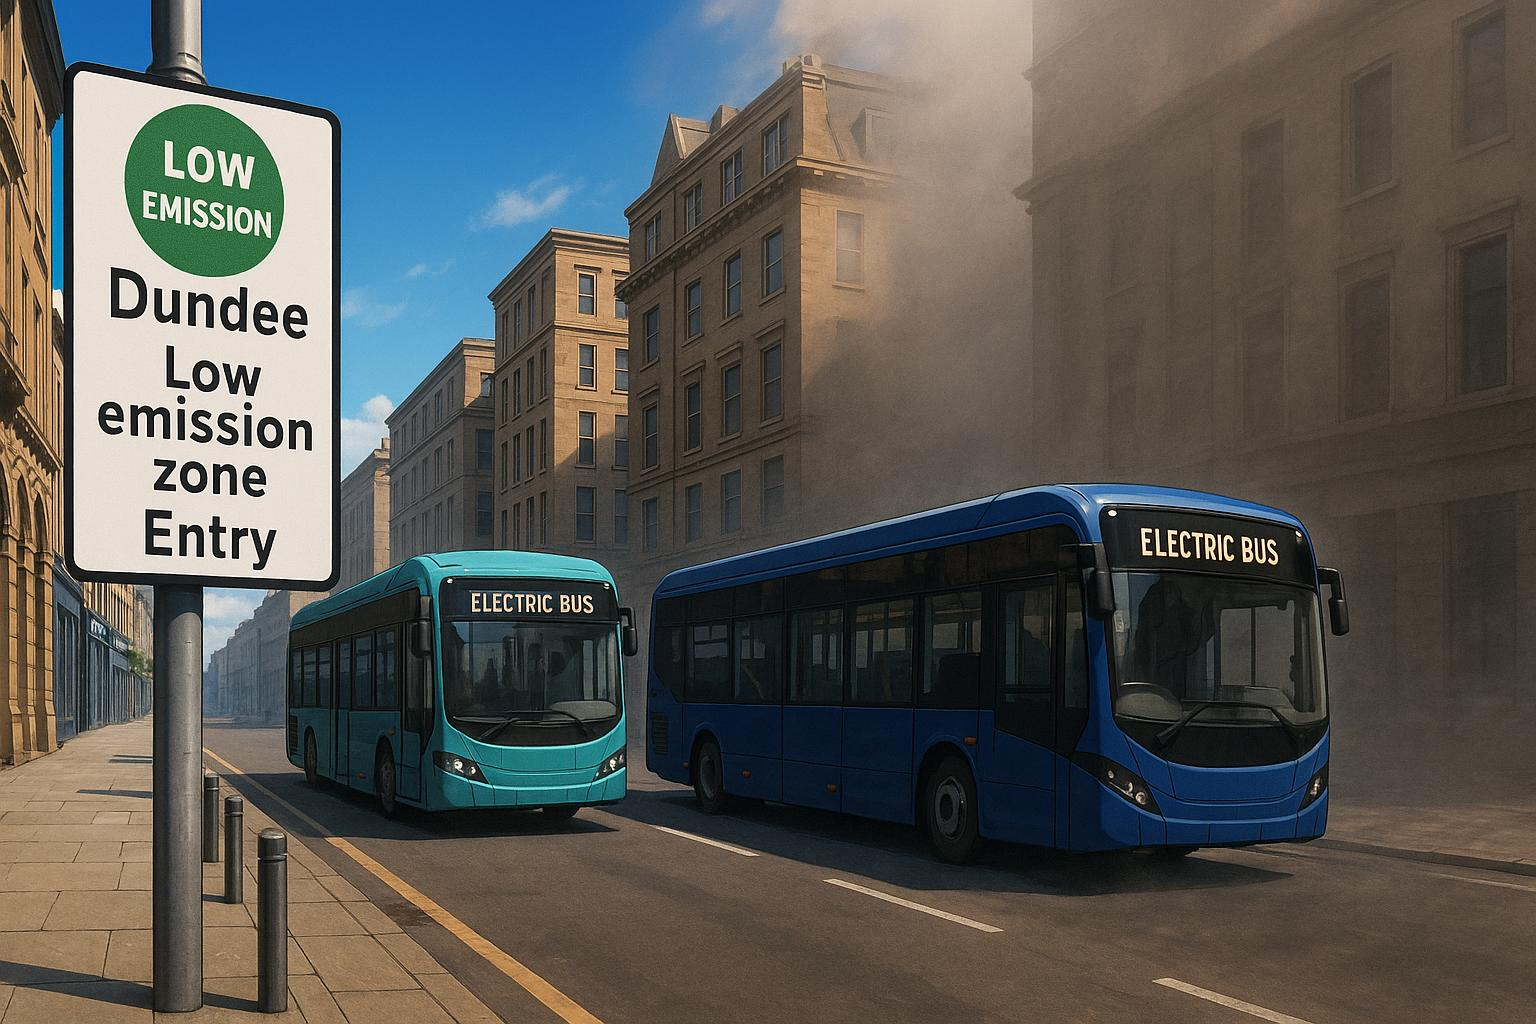 LOW
EMISSION
Dundee
Low
emission
zone
Entry
ELECTRIC BUS
ELECTRIC BUS